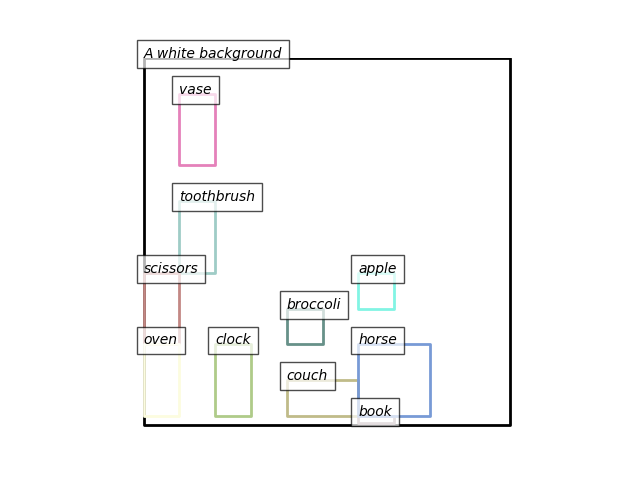 A white background
vase
toothbrush
scissors
apple
broccoli
oven
clock
horse
couch
book